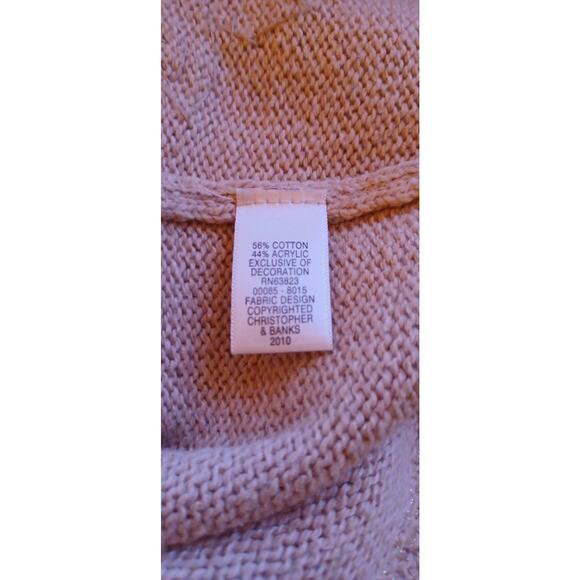 56% COTTON
44% ACRYLIC
EXCLUSIVE OF
DECORATION
RN63823
00085 - 8015
FABRIC DESIGN
COPYRIGHTED
CHRISTOPHER
& BANKS
2010